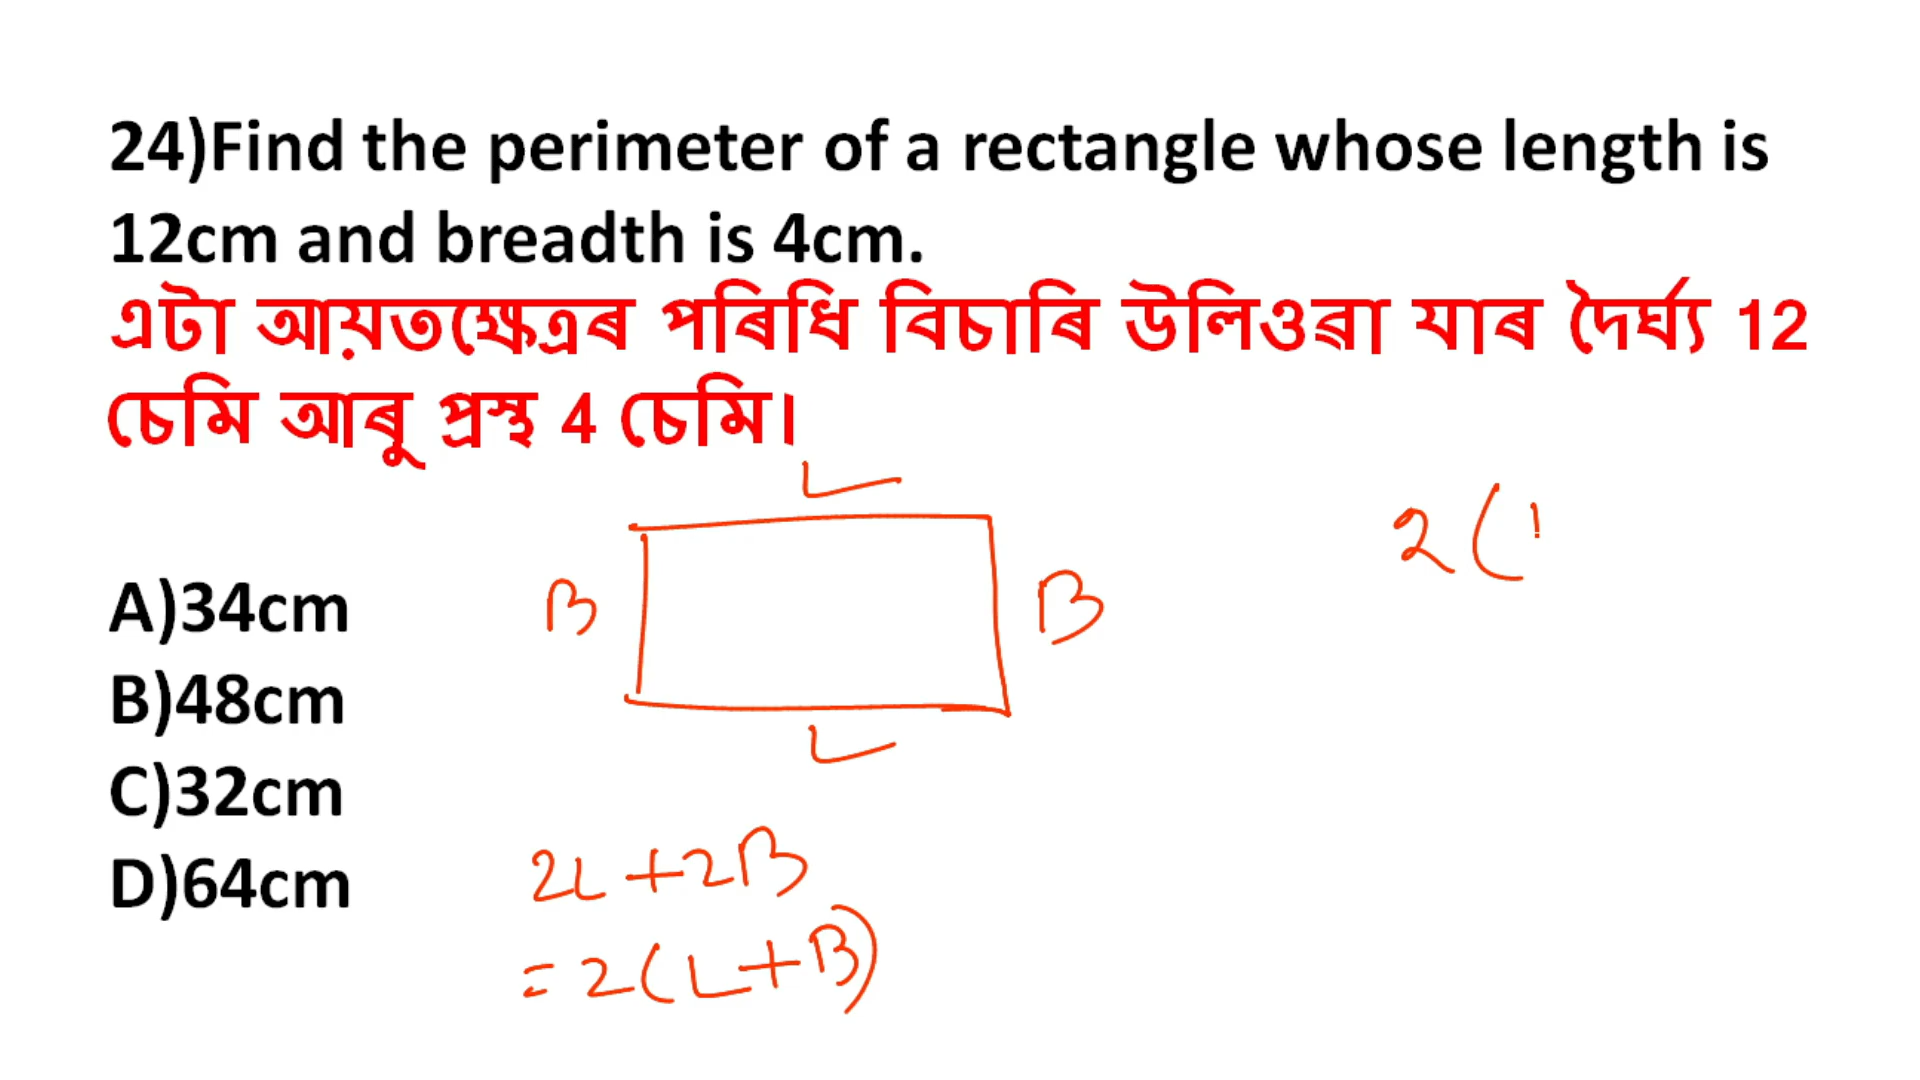 24)Find the perimeter of a rectangle whose length is
12cm and breadth is 4cm.
এটা আয়তক্ষেত্ৰৰ পৰিধি বিচাৰি উলিওৱা যাৰ দৈৰ্ঘ্য 12
চেমি আৰু প্ৰস্থ 4 চেমি।
L
2(1
B
B
A)34cm
B)48cm
L
C)32cm
D)64cm
2L+2B
=2(L+B)